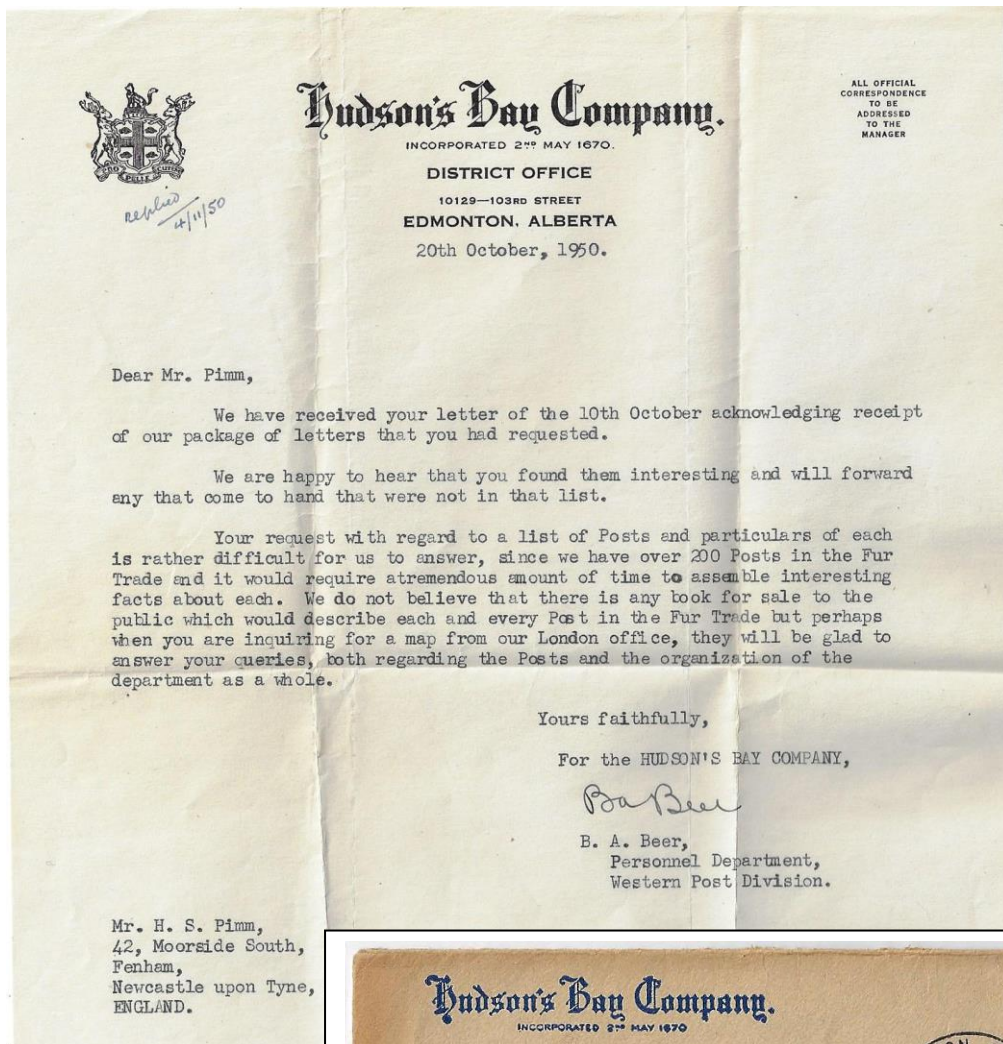 Hudson's Bay Company.
INCORPORATED 2ND MAY 1670.
DISTRICT OFFICE
10129—103RD STREET
EDMONTON, ALBERTA
20th October, 1950.
ALL OFFICIAL
CORRESPONDENCE
TO BE
ADDRESSED
TO THE
MANAGER
PRO PELLE CUTEM
replied
4/11/50
Dear Mr. Pimm,
We have received your letter of the 10th October acknowledging receipt
of our package of letters that you had requested.
We are happy to hear that you found them interesting and will forward
any that come to hand that were not in that list.
Your request with regard to a list of Posts and particulars of each
is rather difficult for us to answer, since we have over 200 Posts in the Fur
Trade and it would require atremendous amount of time to assemble interesting
facts about each. We do not believe that there is any book for sale to the
public which would describe each and every Post in the Fur Trade but perhaps
when you are inquiring for a map from our London office, they will be glad to
answer your queries, both regarding the Posts and the organization of the
department as a whole.
Yours faithfully,
For the HUDSON'S BAY COMPANY,
Ba Beer
B. A. Beer,
Personnel Department,
Western Post Division.
Mr. H. S. Pimm,
42, Moorside South,
Fenham,
Newcastle upon Tyne,
ENGLAND.
Hudson's Bay Company.
INCORPORATED 2ND MAY 1670